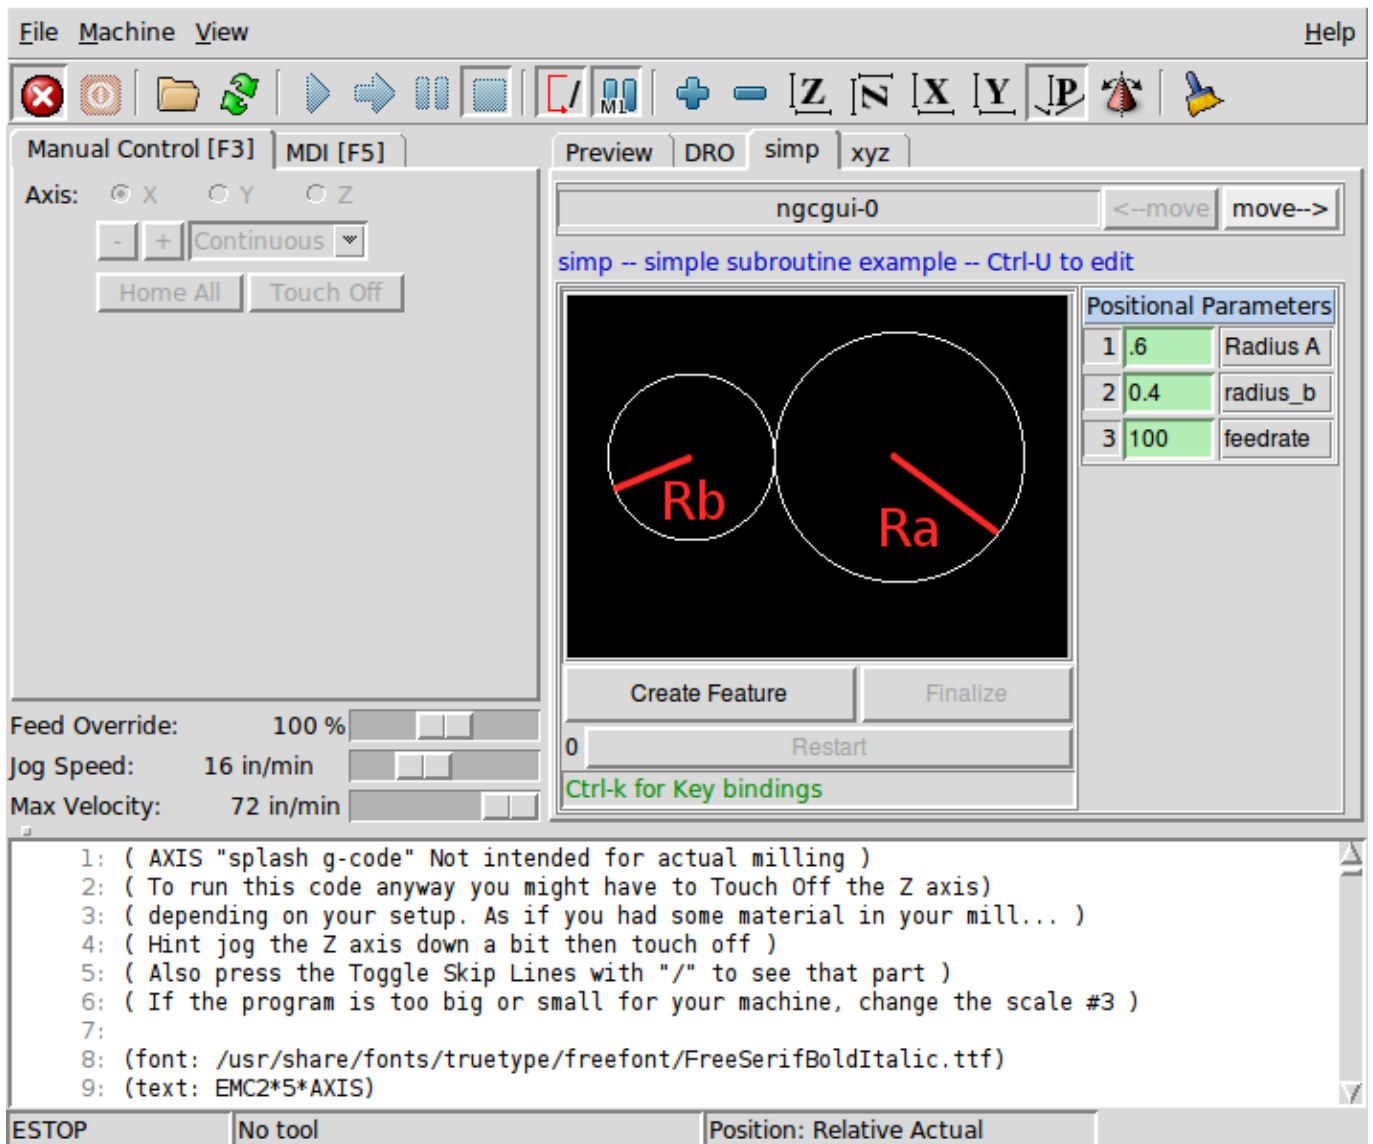 File Machine View Help
M1 Z N X Y P
Manual Control [F3] MDI [F5]
Preview DRO simp xyz
Axis: X Y Z
- + Continuous
Home All Touch Off
ngcgui-0 <--move move-->
simp -- simple subroutine example -- Ctrl-U to edit
Rb
Ra
Positional Parameters
1 .6 Radius A
2 0.4 radius_b
3 100 feedrate
Create Feature Finalize
0 Restart
Ctrl-k for Key bindings
Feed Override: 100 %
Jog Speed: 16 in/min
Max Velocity: 72 in/min
1: ( AXIS "splash g-code" Not intended for actual milling )
2: ( To run this code anyway you might have to Touch Off the Z axis)
3: ( depending on your setup. As if you had some material in your mill... )
4: ( Hint jog the Z axis down a bit then touch off )
5: ( Also press the Toggle Skip Lines with "/" to see that part )
6: ( If the program is too big or small for your machine, change the scale #3 )
7:
8: (font: /usr/share/fonts/truetype/freefont/FreeSerifBoldItalic.ttf)
9: (text: EMC2*5*AXIS)
ESTOP No tool Position: Relative Actual